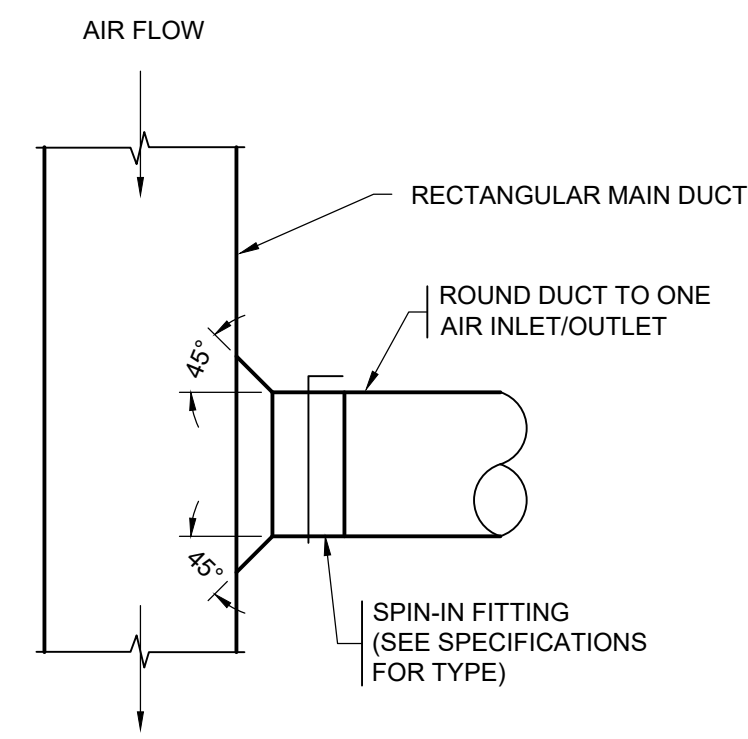 AIR FLOW
RECTANGULAR MAIN DUCT
ROUND DUCT TO ONE
AIR INLET/OUTLET
45°
45°
SPIN-IN FITTING
(SEE SPECIFICATIONS
FOR TYPE)